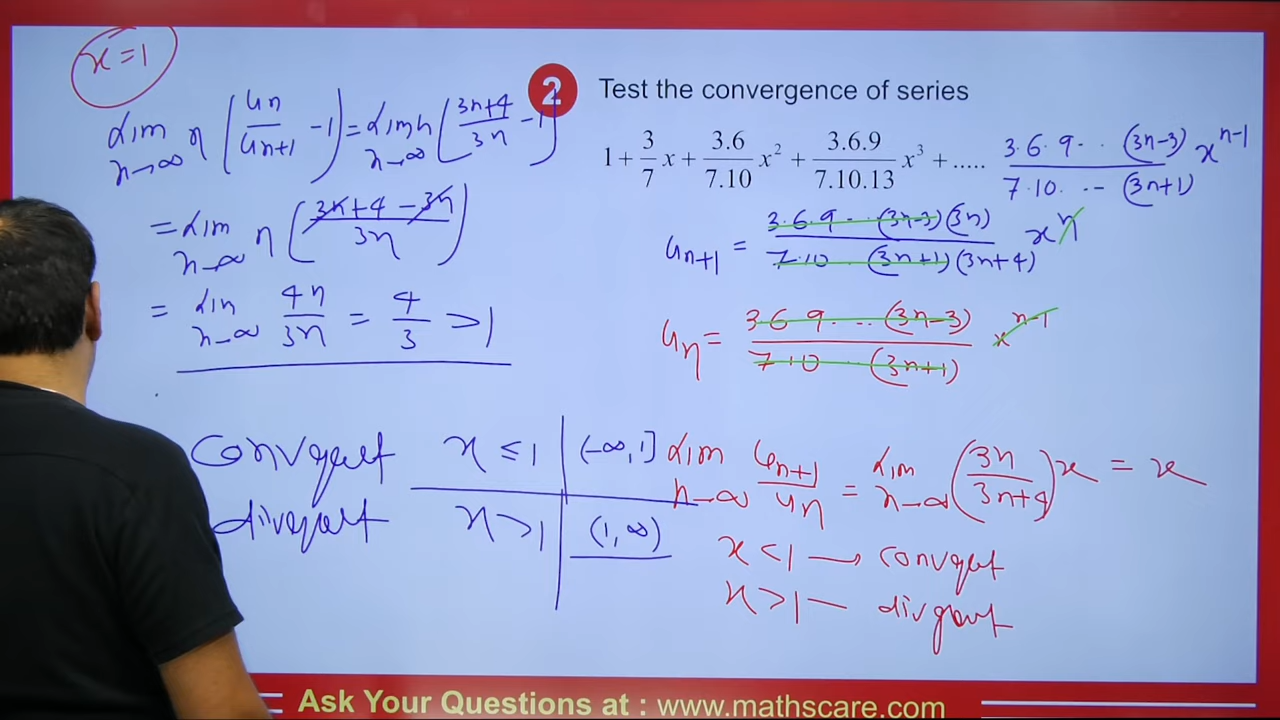 x=1
Lim n→∞ n (un/un+1 -1) = Lim n→∞ n (3n+4/3n -1)
= Lim n→∞ n (3n+4-3n/3n)
= Lim n→∞ 4n/3n = 4/3 >1
Convgent x ≤ 1 (-∞, 1]
divgent x >1 (1, ∞)
2 Test the convergence of series
1 + 3/7 x + 3.6/7.10 x² + 3.6.9/7.10.13 x³ + ..... 3.6.9... (3n-3)/7.10. ... (3n+1) x^n-1
un+1 = 3.6.9... (3n-3)(3n)/7.10 ... (3n+1)(3n+4) x^n
un = 3.6.9... (3n-3)/7.10 ... (3n+1) x^n-1
Lim n→∞ un+1/un = Lim n→∞ (3n/3n+4) x = x
x <1 → convgent
x >1 — divgent
Ask Your Questions at : www.mathscare.com